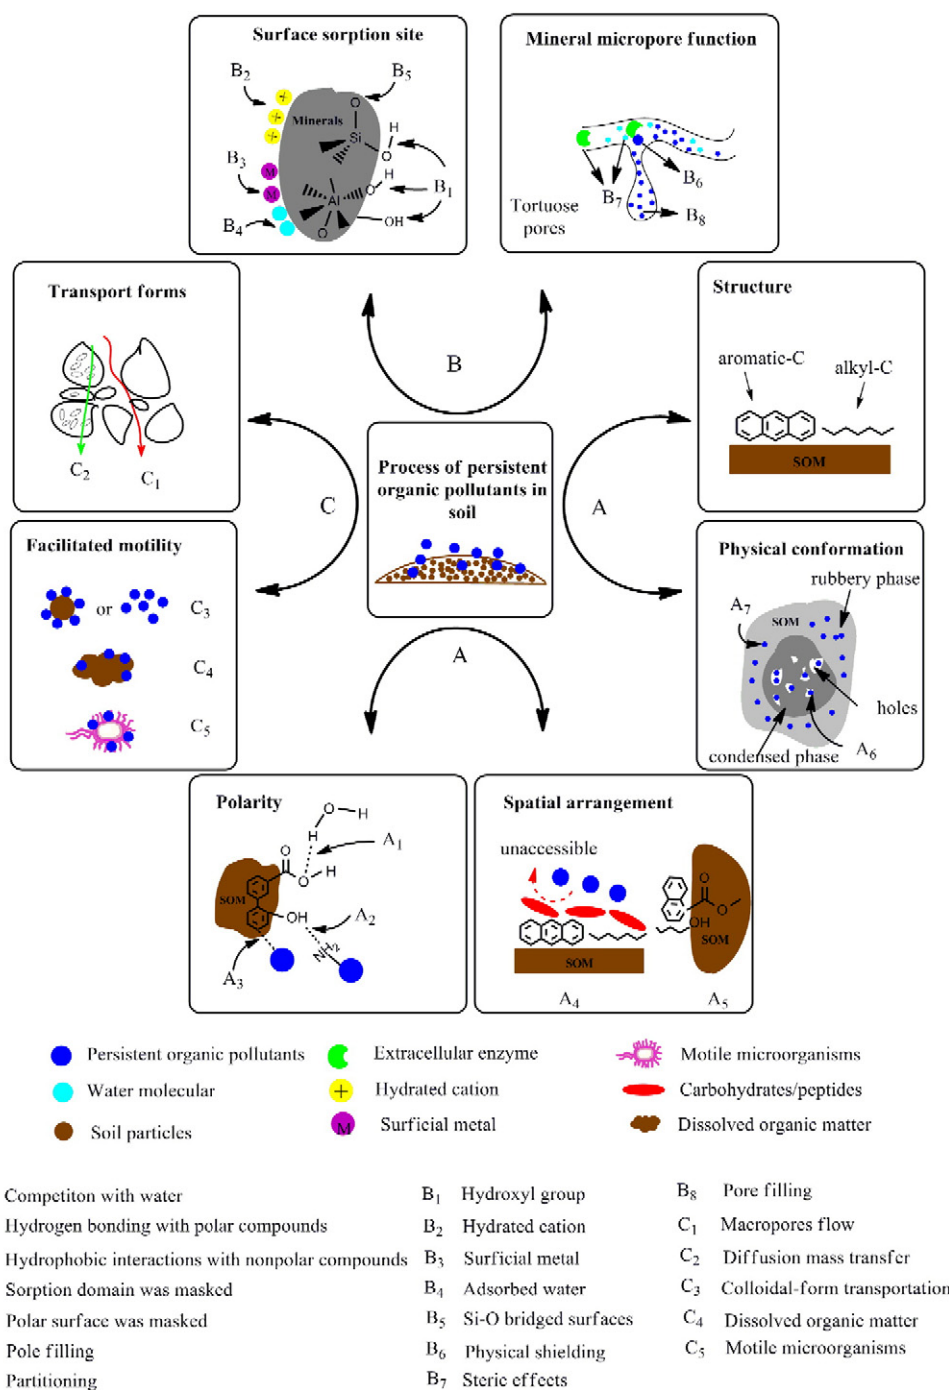 Surface sorption site
B2
B5
O
Minerals
H
Si
O
B3
M
M
H
Al
O
B1
B4
OH
O
Mineral micropore function
B6
B7
B8
Tortuose
pores
Transport forms
C2
C1
B
Structure
aromatic-C
alkyl-C
SOM
C
Process of persistent
organic pollutants in
soil
A
Facilitated motility
or
C3
C4
C5
Physical conformation
rubbery phase
A7
SOM
holes
A6
condensed phase
A
Polarity
H
O
H
O
H
A1
O
H
SOM
OH
A2
NH2
A3
Spatial arrangement
unaccessible
O
O
OH
SOM
SOM
A4
A5
Persistent organic pollutants
Extracellular enzyme
Motile microorganisms
Water molecular
+
Hydrated cation
Carbohydrates/peptides
Soil particles
M
Surficial metal
Dissolved organic matter
Competiton with water
Hydrogen bonding with polar compounds
Hydrophobic interactions with nonpolar compounds
Sorption domain was masked
Polar surface was masked
Pole filling
Partitioning
B1 Hydroxyl group
B2 Hydrated cation
B3 Surficial metal
B4 Adsorbed water
B5 Si-O bridged surfaces
B6 Physical shielding
B7 Steric effects
B8 Pore filling
C1 Macropores flow
C2 Diffusion mass transfer
C3 Colloidal-form transportation
C4 Dissolved organic matter
C5 Motile microorganisms